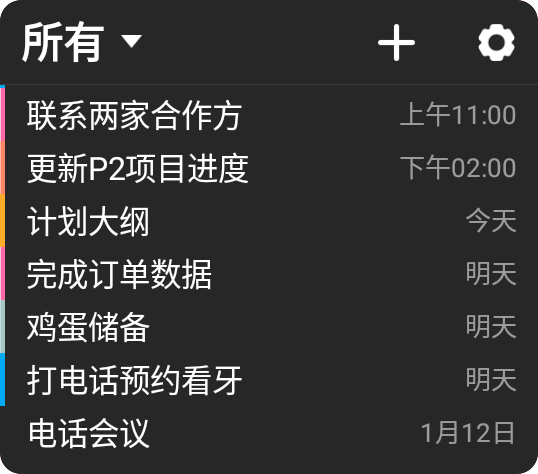 所有
联系两家合作方 上午11:00
更新P2项目进度 下午02:00
计划大纲 今天
完成订单数据 明天
鸡蛋储备 明天
打电话预约看牙 明天
电话会议 1月12日